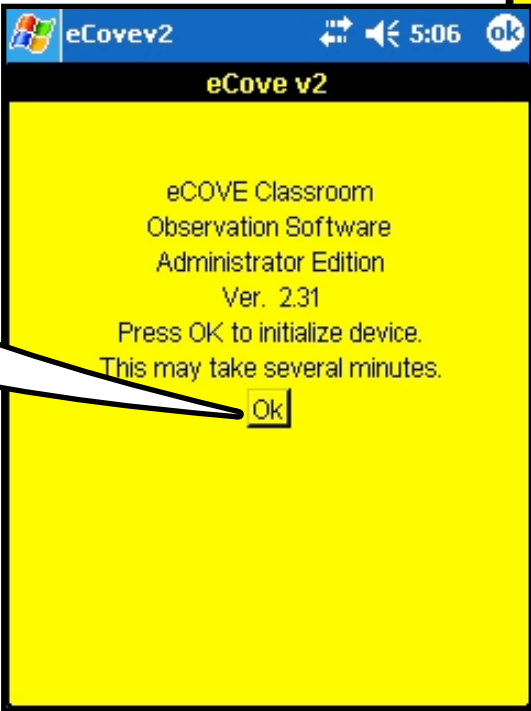 eCovev2 5:06 ok
eCove v2
eCOVE Classroom
Observation Software
Administrator Edition
Ver. 2.31
Press OK to initialize device.
This may take several minutes.
Ok